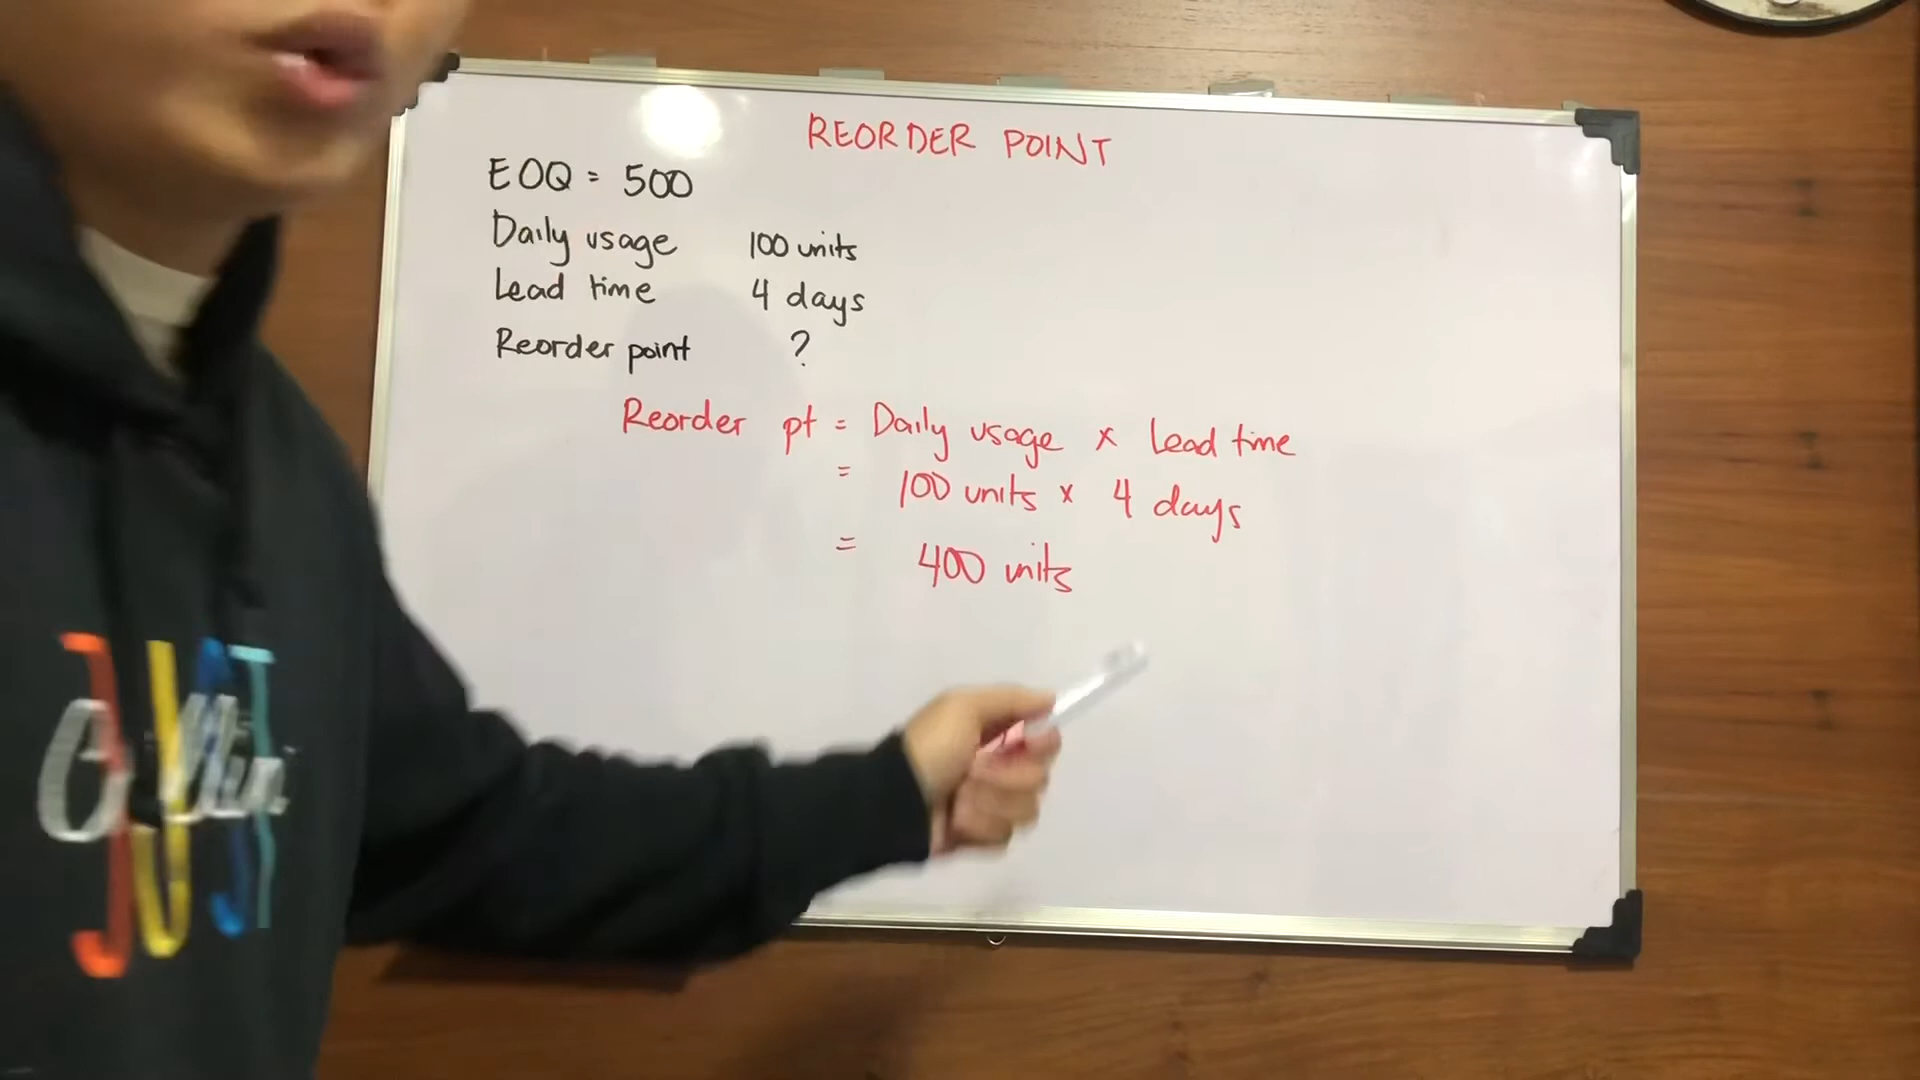 REORDER POINT
EOQ = 500
Daily usage 100 units
Lead time 4 days
Reorder point ?
Reorder pt = Daily usage x Lead time
= 100 units x 4 days
= 400 units